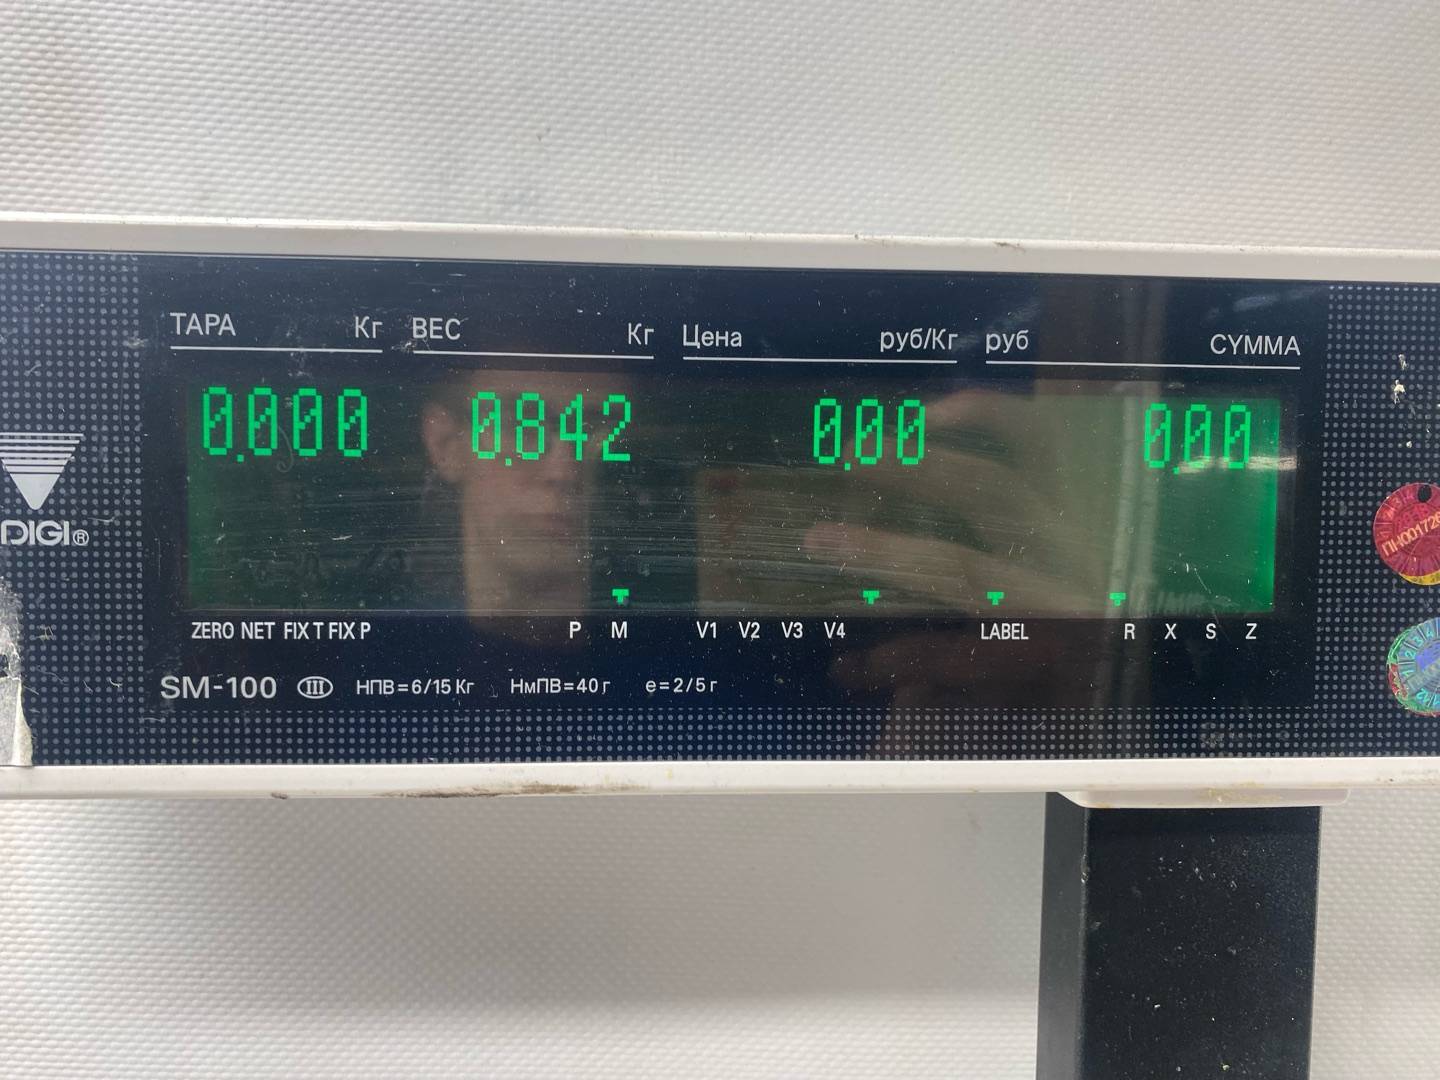 ТАРА Кг ВЕС Кг Цена руб/Кг руб СУММА
0.000 0.842 0.00 0.00
DIGI®
ZERO NET FIX T FIX P P M V1 V2 V3 V4 LABEL R X S Z
SM-100 III НПВ=6/15 Кг НмПВ=40 г e=2/5 г